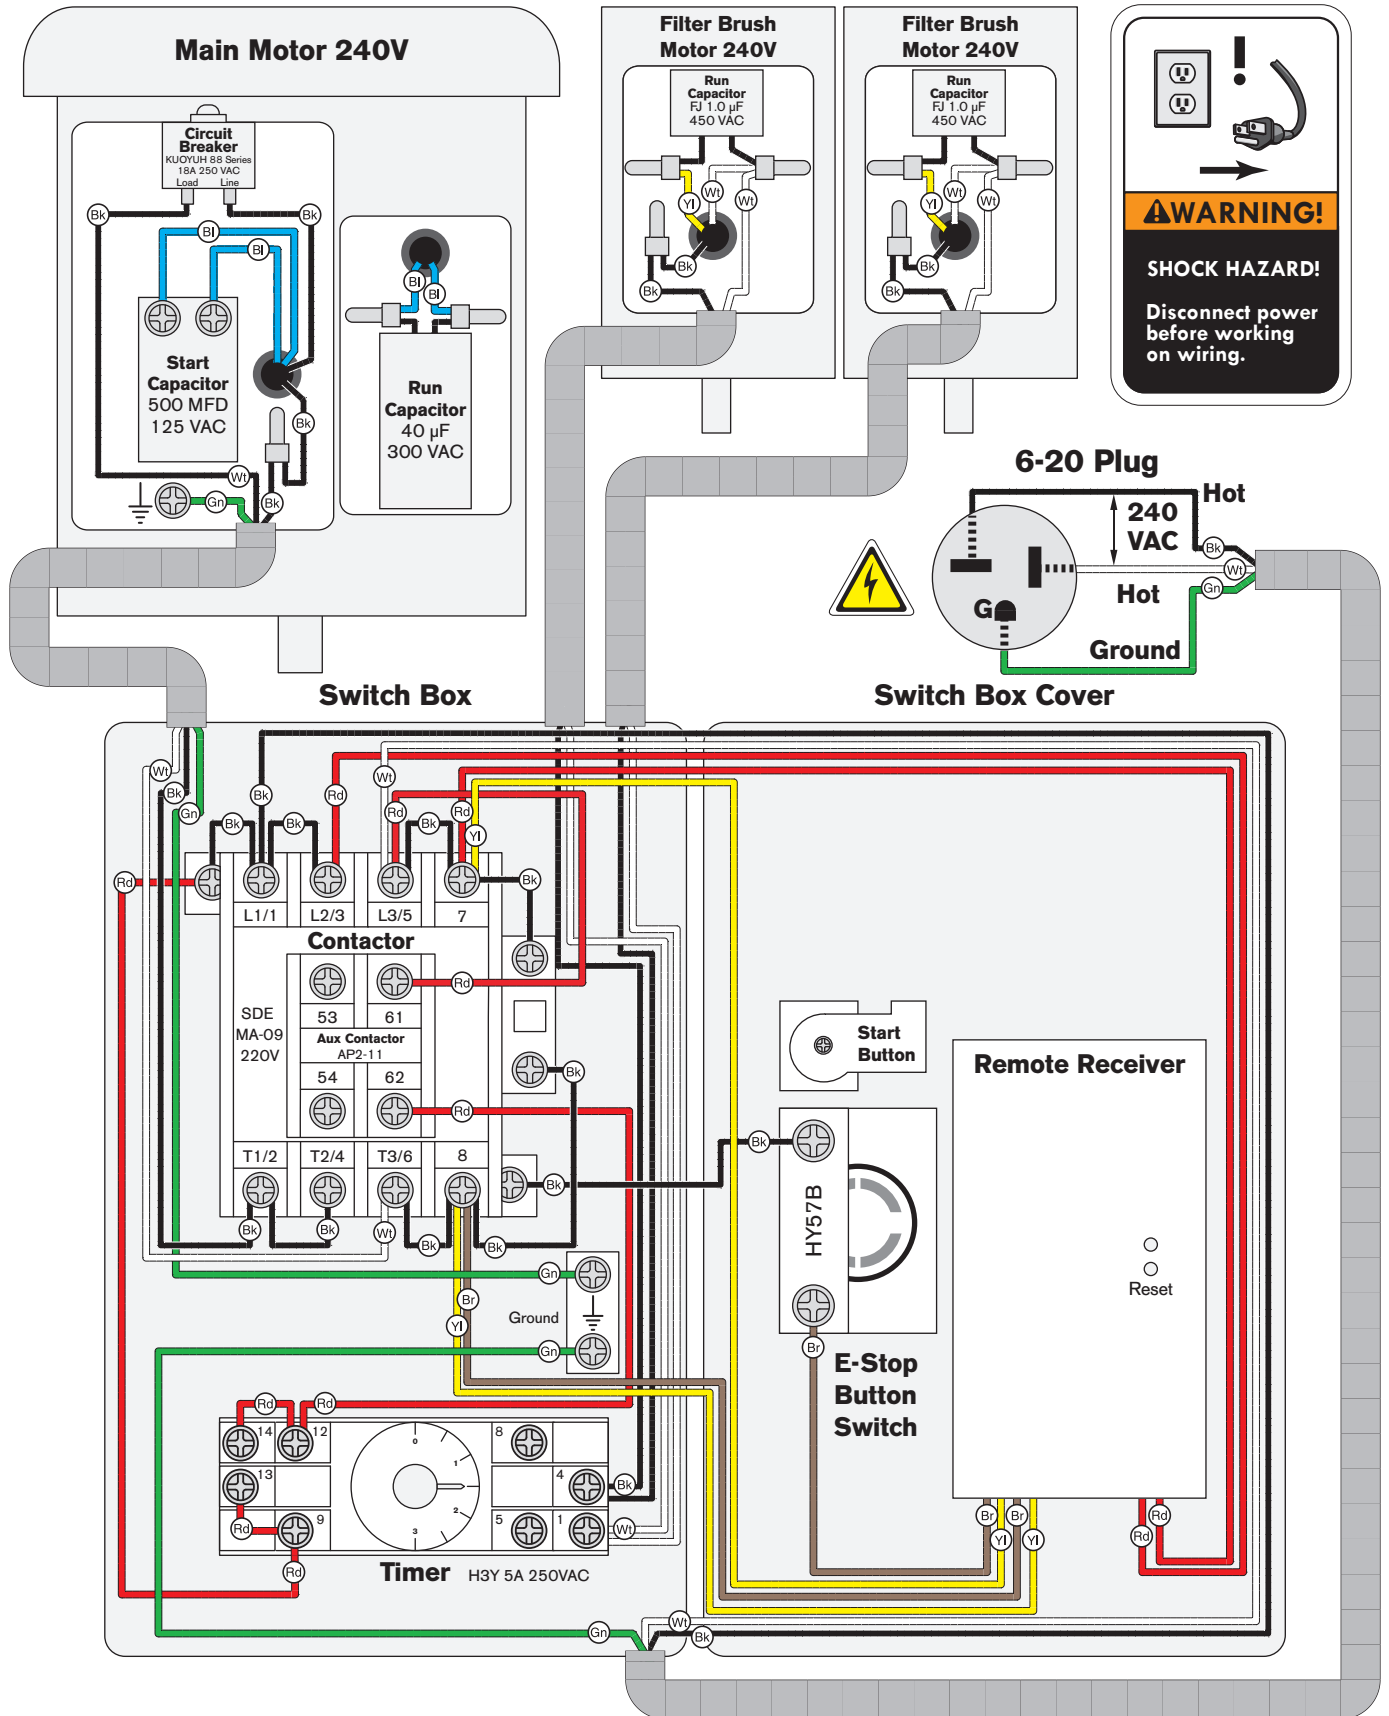 Main Motor 240V
Circuit
Breaker
KUOYUH 88 Series
18A 250 VAC
Load Line
Bk
Bk
Bl
Bl
Start
Capacitor
500 MFD
125 VAC
Bk
Wt
Gn
Bk
Bl
Bl
Run
Capacitor
40 µF
300 VAC
Filter Brush
Motor 240V
Run
Capacitor
FJ 1.0 µF
450 VAC
Yl
Wt
Wt
Bk
Bk
Filter Brush
Motor 240V
Run
Capacitor
FJ 1.0 µF
450 VAC
Yl
Wt
Wt
Bk
Bk
WARNING!
SHOCK HAZARD!
Disconnect power
before working
on wiring.
6-20 Plug
Hot
240
VAC
Bk
Wt
Gn
Hot
G
Ground
Switch Box
Switch Box Cover
Wt
Bk
Gn
Bk
Rd
Wt
Bk
Bk
Rd
Bk
Rd
Yl
Rd
Bk
L1/1 L2/3 L3/5 7
Contactor
Rd
SDE
MA-09
220V
53 61
Aux Contactor
AP2-11
54 62
Bk
Rd
T1/2 T2/4 T3/6 8
Bk
Bk
Bk
Bk
Wt
Bk
Bk
Gn
Br
Ground
Yl
Gn
Start
Button
HY57B
Br
E-Stop
Button
Switch
Remote Receiver
Reset
Rd
Rd
14 12
8
13
4
Bk
0
1
2
3
Rd
9
5 1
Wt
Rd
Timer H3Y 5A 250VAC
Br
Yl
Br
Yl
Rd
Rd
Gn
Wt
Bk